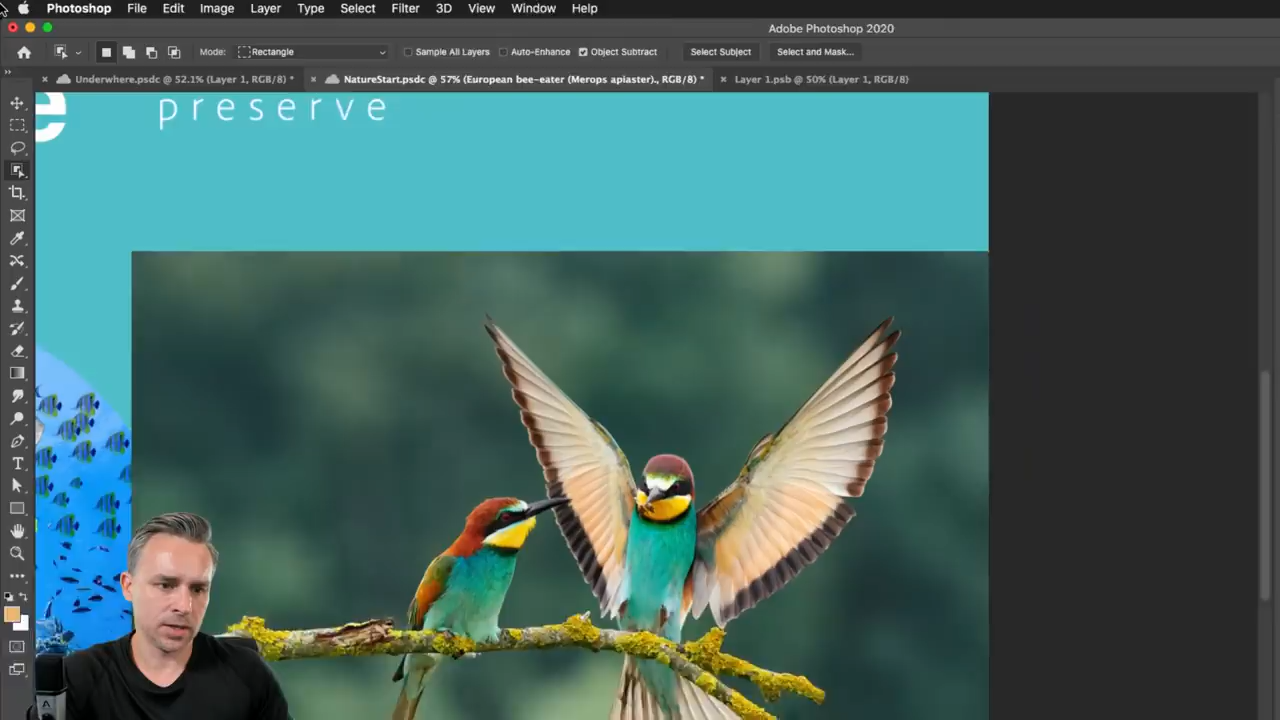 Photoshop File Edit Image Layer Type Select Filter 3D View Window Help
Adobe Photoshop 2020
Mode: Rectangle Sample All Layers Auto-Enhance Object Subtract Select Subject Select and Mask...
Underwhere.psdc @ 52.1% (Layer 1, RGB/8) * NatureStart.psdc @ 57% (European bee-eater (Merops apiaster)., RGB/8) * Layer 1.psb @ 50% (Layer 1, RGB/8)
e
preserve